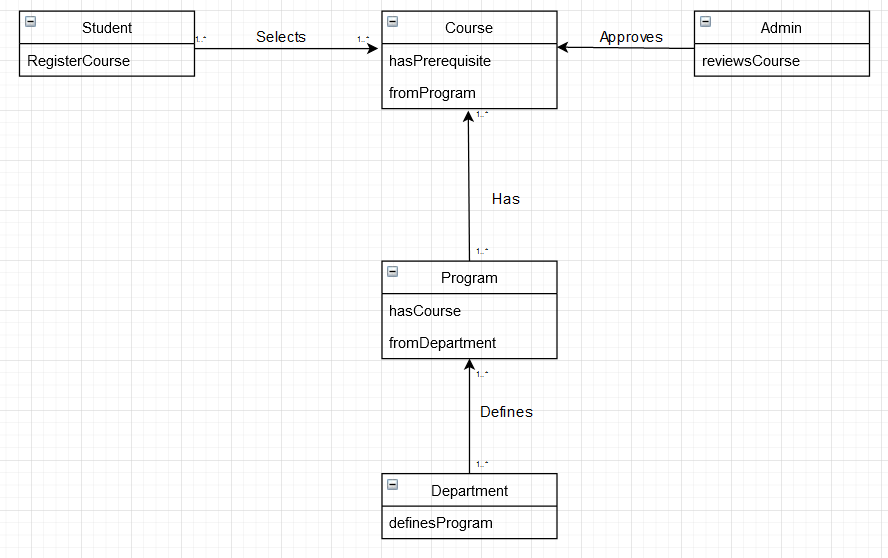 Student
RegisterCourse
1..*
Selects
1..*
Course
hasPrerequisite
fromProgram
Approves
Admin
reviewsCourse
1..*
Has
1..*
Program
hasCourse
fromDepartment
1..*
Defines
1..*
Department
definesProgram